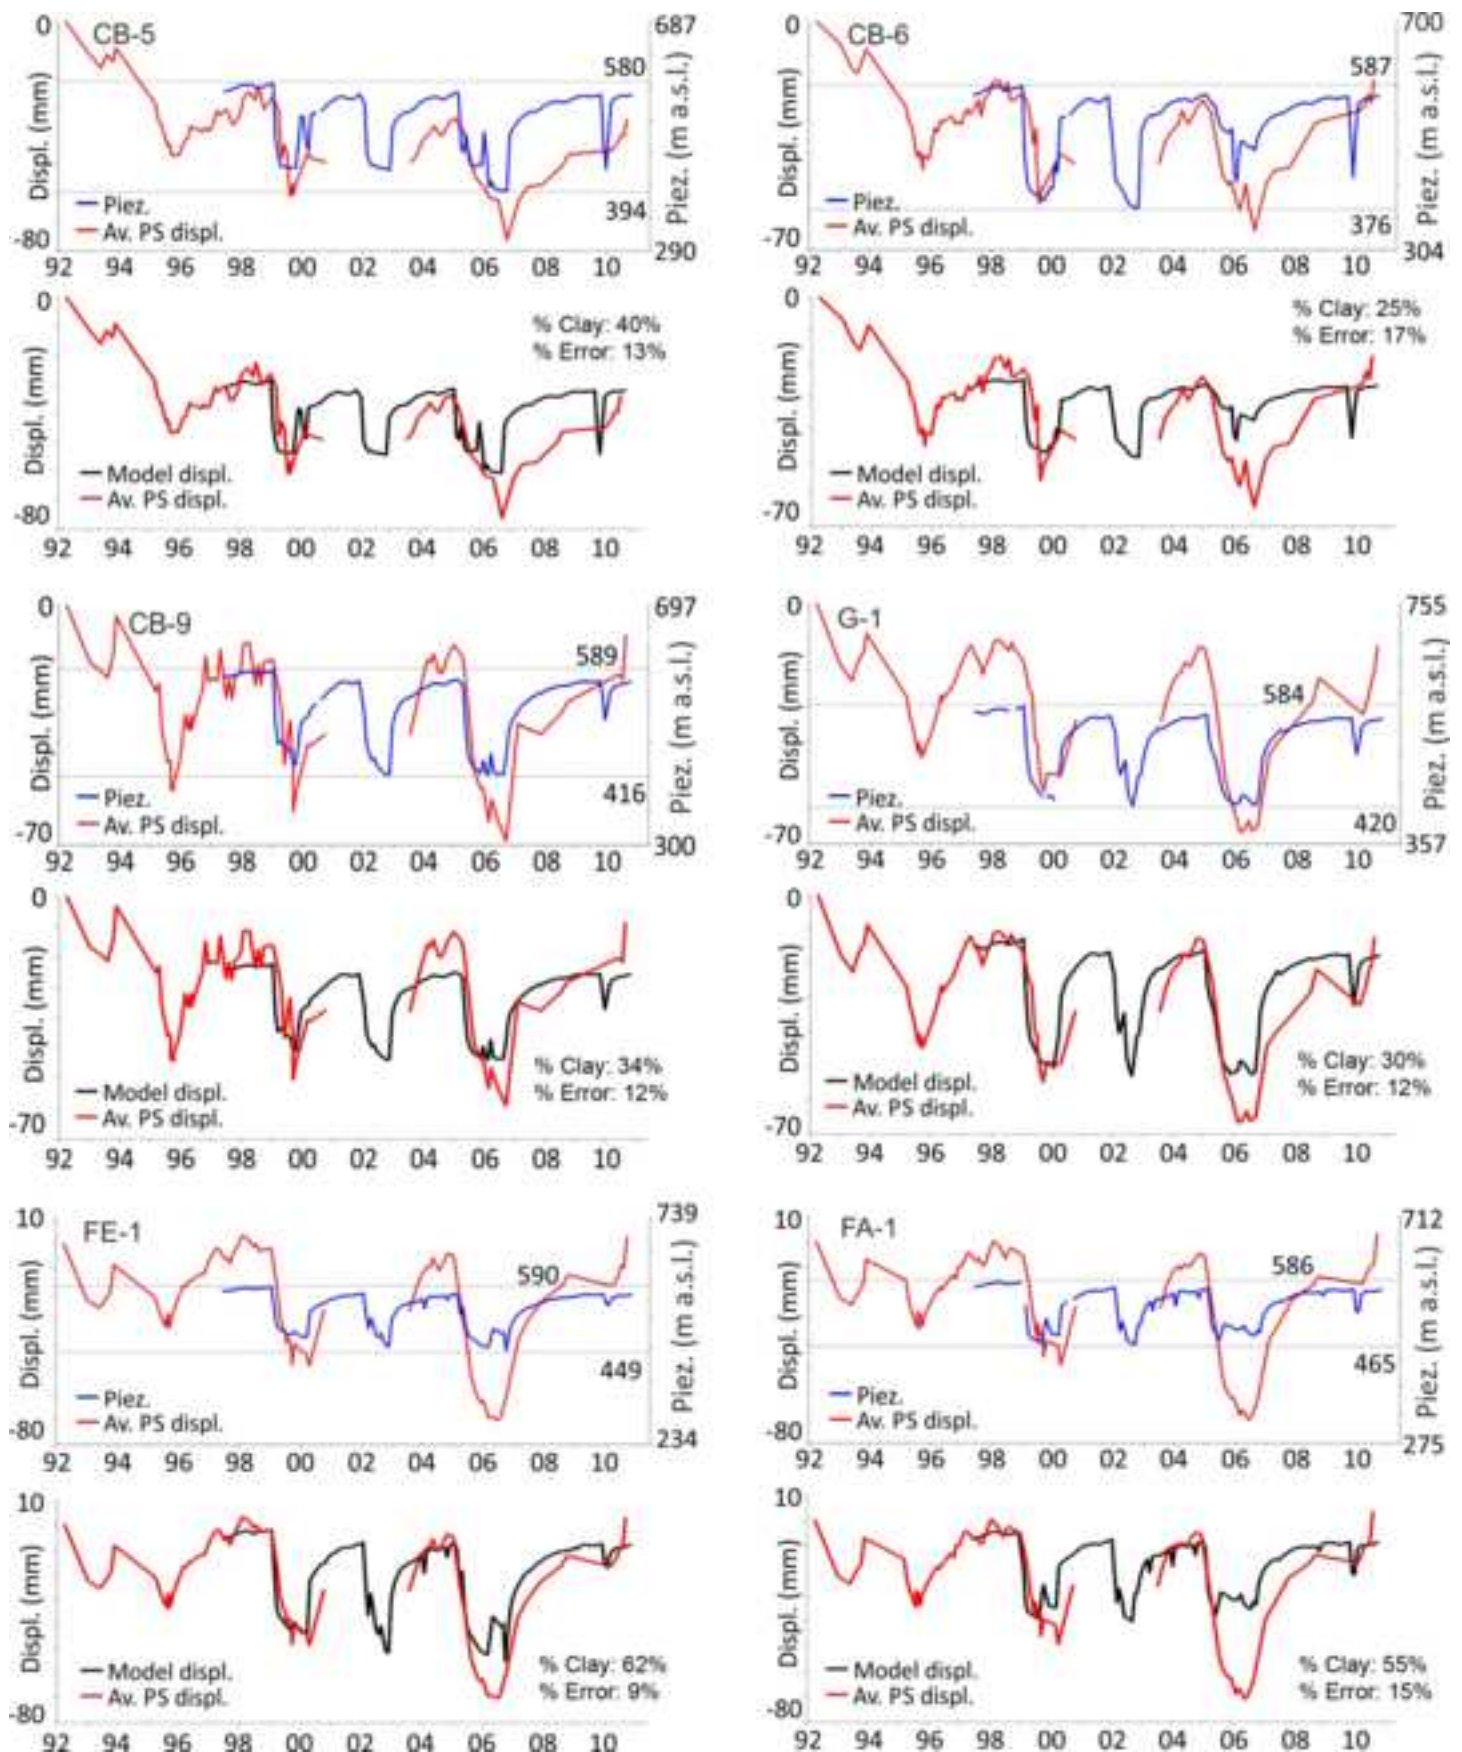 0 CB-5 687
580
Displ. (mm) Piez. (m a.s.l.)
Piez. 394
Av. PS displ.
-80 290
92 94 96 98 00 02 04 06 08 10
0 CB-6 700
587
Displ. (mm) Piez. (m a.s.l.)
Piez. 376
Av. PS displ.
-70 304
92 94 96 98 00 02 04 06 08 10
0
% Clay: 40%
% Error: 13%
Displ. (mm)
Model displ.
Av. PS displ.
-80
92 94 96 98 00 02 04 06 08 10
0
% Clay: 25%
% Error: 17%
Displ. (mm)
Model displ.
Av. PS displ.
-70
92 94 96 98 00 02 04 06 08 10
0 CB-9 697
589
Displ. (mm) Piez. (m a.s.l.)
Piez. 416
Av. PS displ.
-70 300
92 94 96 98 00 02 04 06 08 10
0 G-1 755
584
Displ. (mm) Piez. (m a.s.l.)
Piez. 420
Av. PS displ.
-70 357
92 94 96 98 00 02 04 06 08 10
0
Displ. (mm)
% Clay: 34%
% Error: 12%
Model displ.
Av. PS displ.
-70
92 94 96 98 00 02 04 06 08 10
0
Displ. (mm)
% Clay: 30%
% Error: 12%
Model displ.
Av. PS displ.
-70
92 94 96 98 00 02 04 06 08 10
10 FE-1 739
590
Displ. (mm) Piez. (m a.s.l.)
449
Piez.
Av. PS displ.
-80 234
92 94 96 98 00 02 04 06 08 10
10 FA-1 712
586
Displ. (mm) Piez. (m a.s.l.)
465
Piez.
Av. PS displ.
-80 275
92 94 96 98 00 02 04 06 08 10
10
Displ. (mm)
% Clay: 62%
% Error: 9%
Model displ.
Av. PS displ.
-80
92 94 96 98 00 02 04 06 08 10
10
Displ. (mm)
% Clay: 55%
% Error: 15%
Model displ.
Av. PS displ.
-80
92 94 96 98 00 02 04 06 08 10